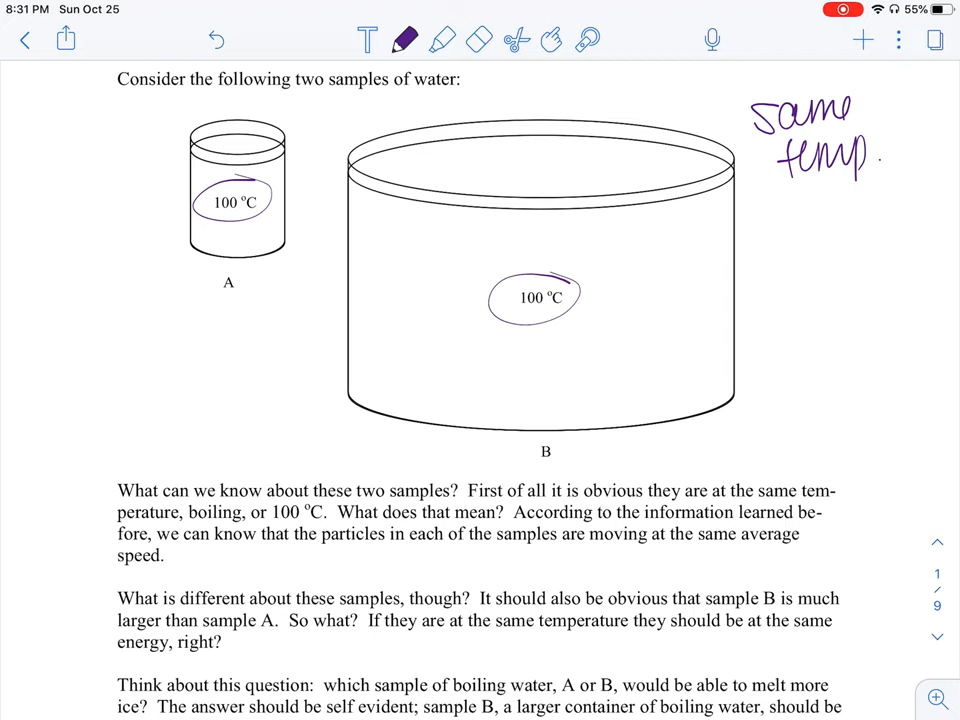 8:31 PM Sun Oct 25
55%
T
Consider the following two samples of water:
same
temp.
100 °C
A
100 °C
B
What can we know about these two samples? First of all it is obvious they are at the same tem-
perature, boiling, or 100 °C. What does that mean? According to the information learned be-
fore, we can know that the particles in each of the samples are moving at the same average
speed.
What is different about these samples, though? It should also be obvious that sample B is much
larger than sample A. So what? If they are at the same temperature they should be at the same
energy, right?
Think about this question: which sample of boiling water, A or B, would be able to melt more
ice? The answer should be self evident; sample B, a larger container of boiling water, should be
1
/
9